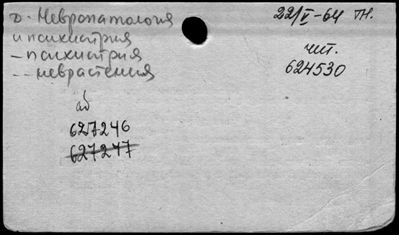 д. Невропатология
и психиатрия
- психиатрия
-- неврастения
22/V-64 тн.
чит.
624530
аб
627246
627247